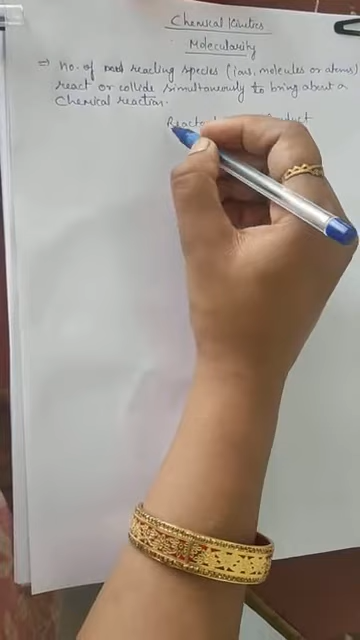 Chemical Kinetics
Molecularity
⇒ No. of reacting species (ions, molecules or atoms)
react or collide simultaneously to bring about a
Chemical reaction.